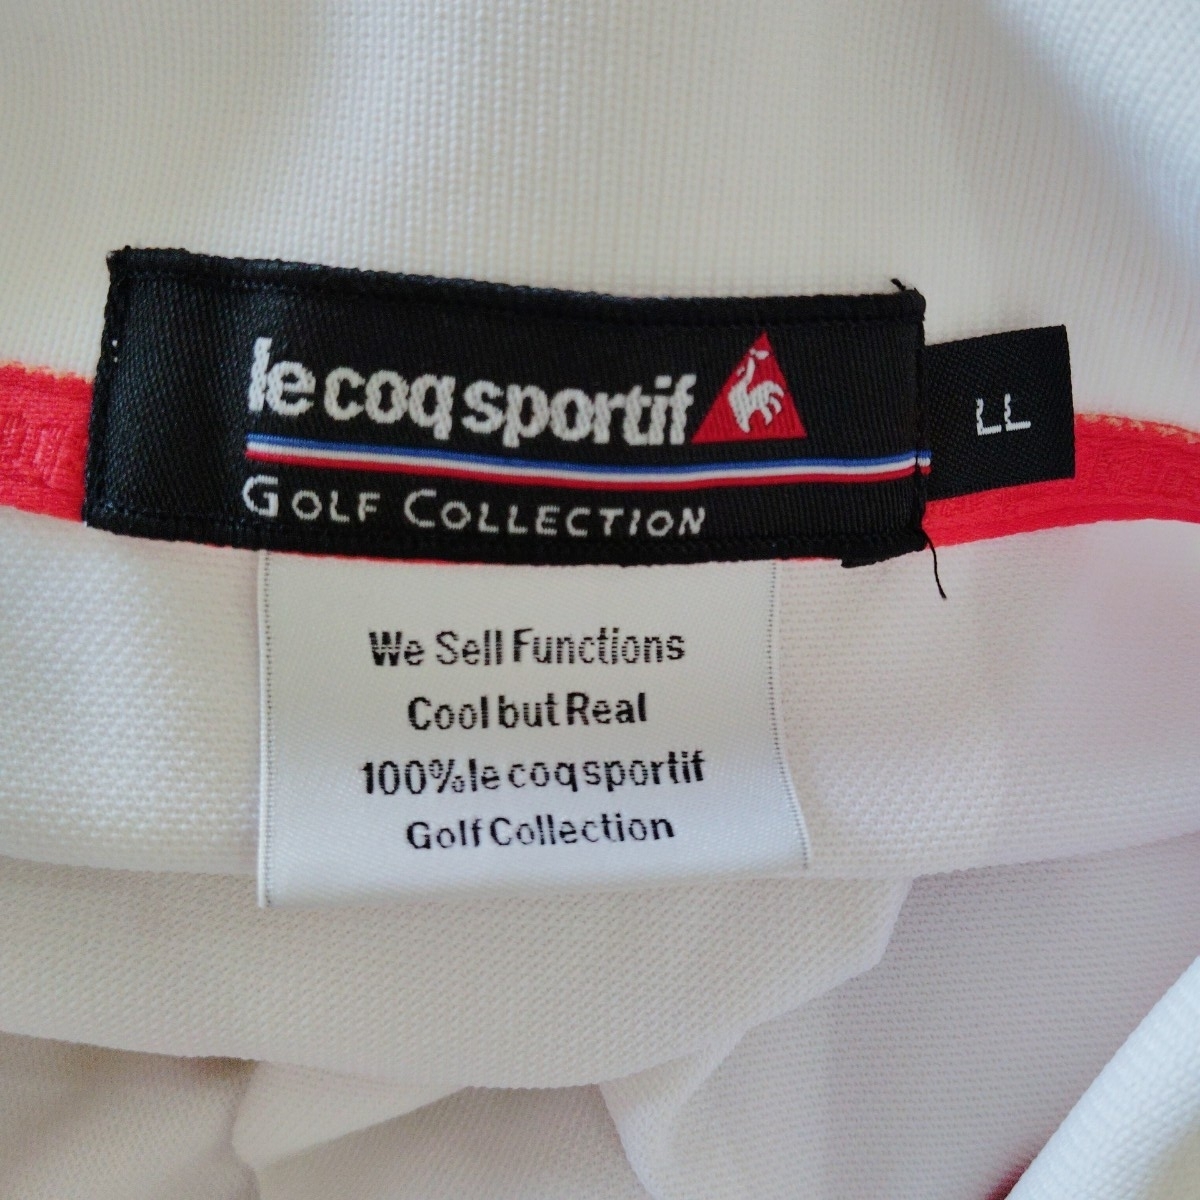 le coq sportif
GOLF COLLECTION
LL
We Sell Functions
Cool but Real
100% le coq sportif
Golf Collection